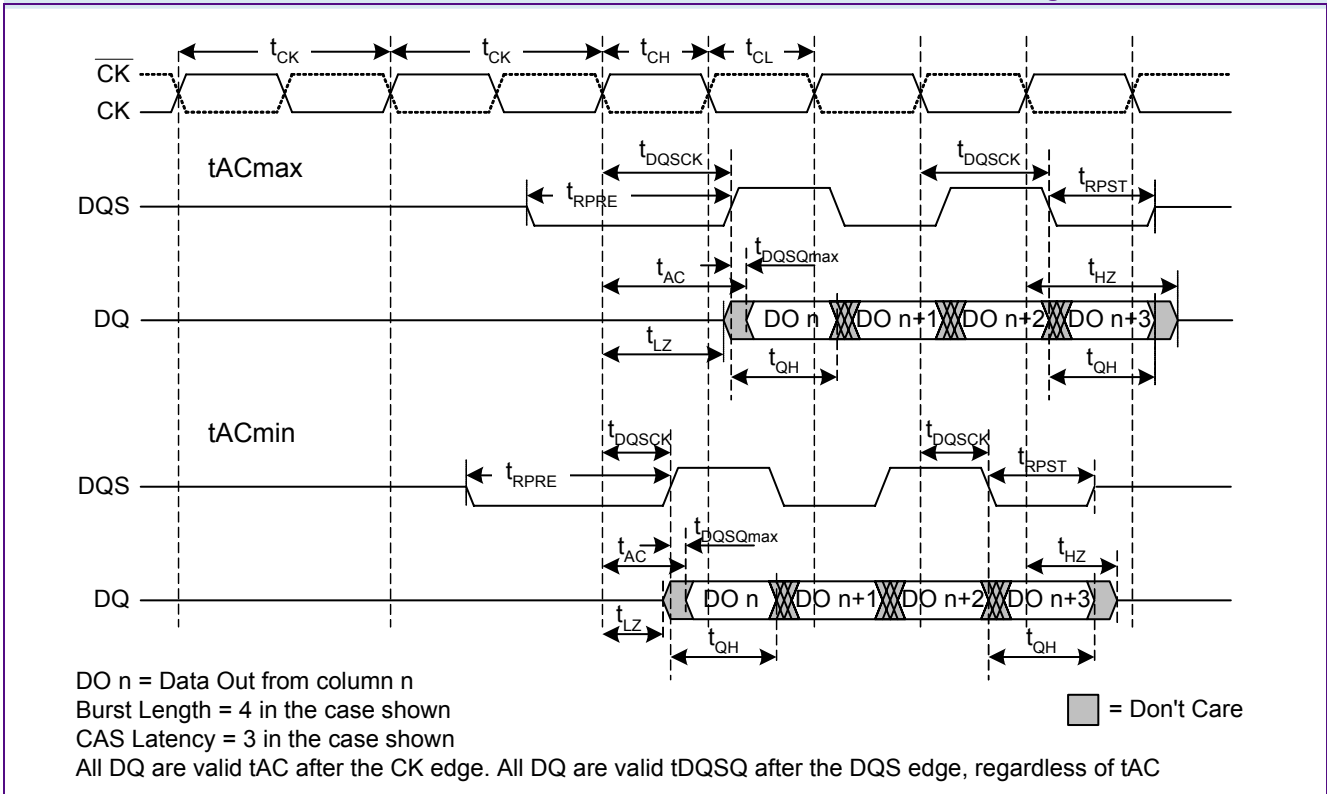 tCK tCK tCH tCL
CK
CK
tACmax
tDQSCK tDQSCK
tRPRE tRPST
DQS
tDQSQmax
tAC tHZ
DQ DO n DO n+1 DO n+2 DO n+3
tLZ
tQH tQH
tACmin
tDQSCK tDQSCK
tRPRE tRPST
DQS
tDQSQmax
tAC tHZ
DQ DO n DO n+1 DO n+2 DO n+3
tLZ
tQH tQH
DO n = Data Out from column n
Burst Length = 4 in the case shown
= Don't Care
CAS Latency = 3 in the case shown
All DQ are valid tAC after the CK edge. All DQ are valid tDQSQ after the DQS edge, regardless of tAC